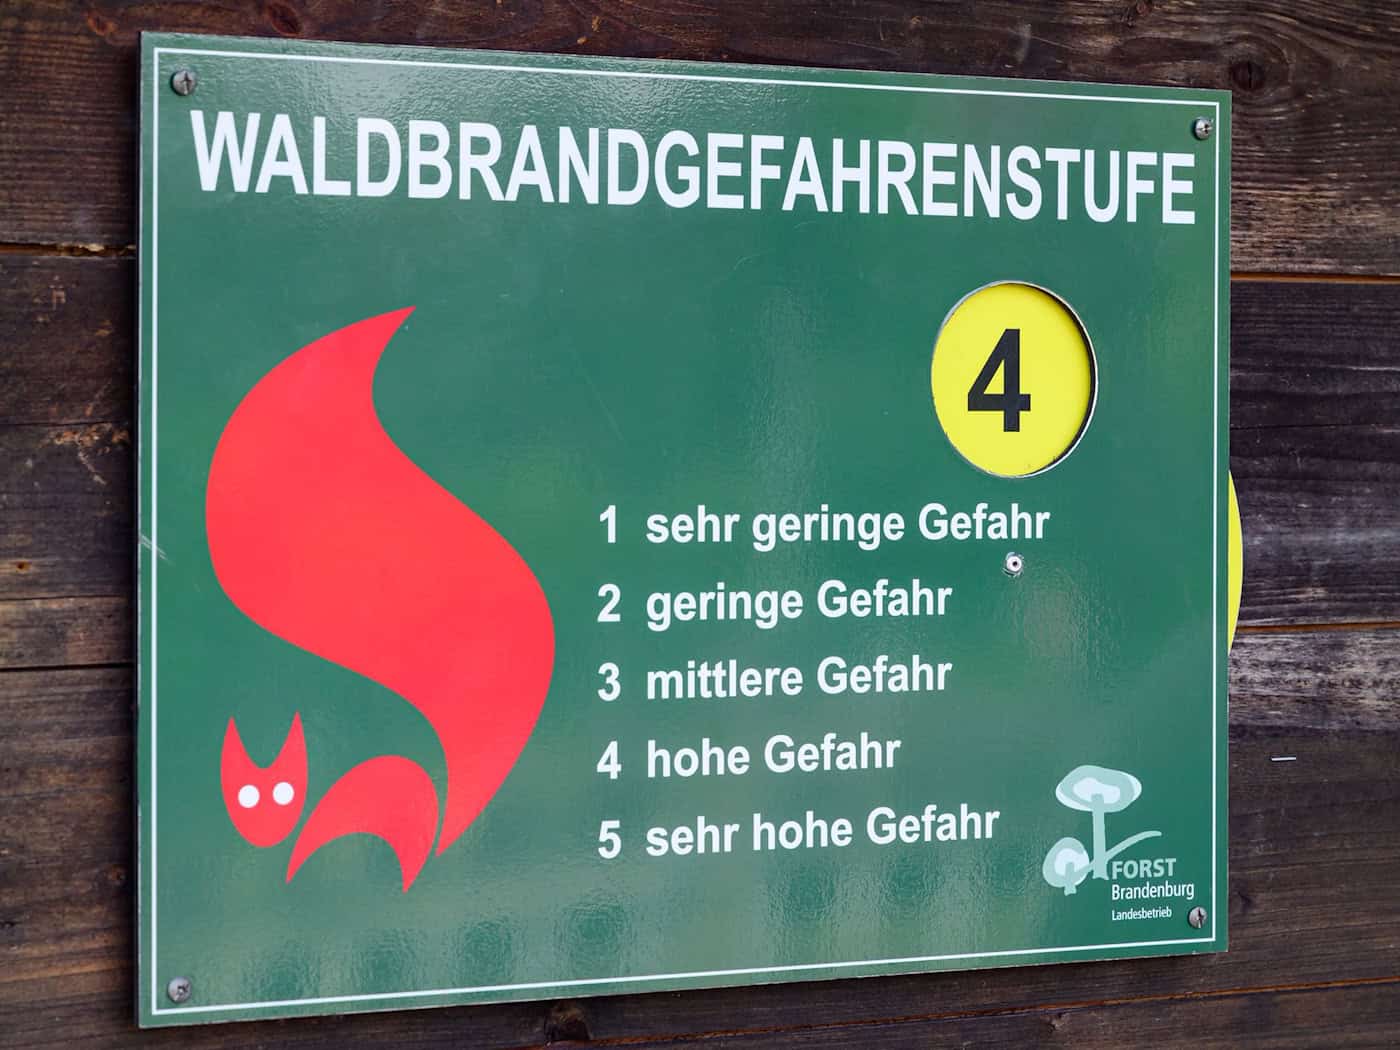 WALDBRANDGEFAHRENSTUFE
4
1 sehr geringe Gefahr
2 geringe Gefahr
3 mittlere Gefahr
4 hohe Gefahr
5 sehr hohe Gefahr
FORST
Brandenburg
Landesbetrieb